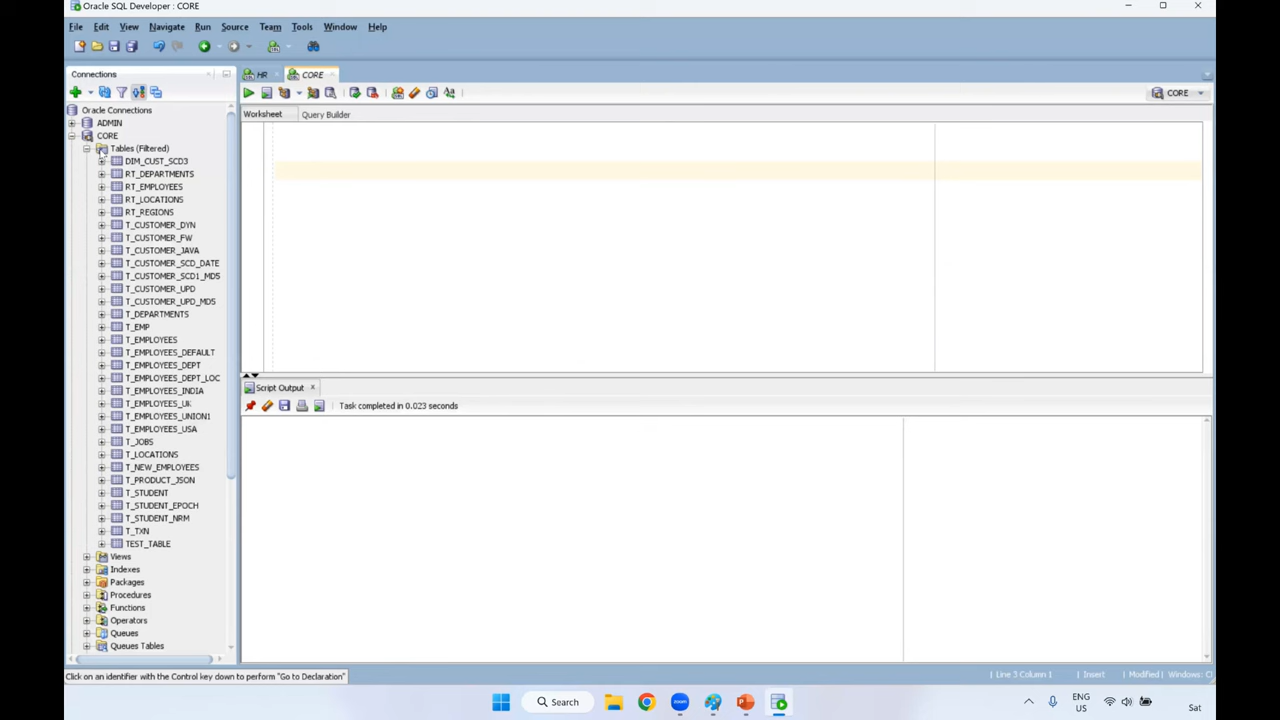 Oracle SQL Developer : CORE
File Edit View Navigate Run Source Team Tools Window Help
Connections
HR CORE
CORE
Worksheet Query Builder
Oracle Connections
ADMIN
CORE
Tables (Filtered)
DIM_CUST_SCD3
RT_DEPARTMENTS
RT_EMPLOYEES
RT_LOCATIONS
RT_REGIONS
T_CUSTOMER_DYN
T_CUSTOMER_FW
T_CUSTOMER_JAVA
T_CUSTOMER_SCD_DATE
T_CUSTOMER_SCD1_MD5
T_CUSTOMER_UPD
T_CUSTOMER_UPD_MD5
T_DEPARTMENTS
T_EMP
T_EMPLOYEES
T_EMPLOYEES_DEFAULT
T_EMPLOYEES_DEPT
T_EMPLOYEES_DEPT_LOC
T_EMPLOYEES_INDIA
T_EMPLOYEES_UK
T_EMPLOYEES_UNION1
T_EMPLOYEES_USA
T_JOBS
T_LOCATIONS
T_NEW_EMPLOYEES
T_PRODUCT_JSON
T_STUDENT
T_STUDENT_EPOCH
T_STUDENT_NRM
T_TXN
TEST_TABLE
Views
Indexes
Packages
Procedures
Functions
Operators
Queues
Queues Tables
Script Output
Task completed in 0.023 seconds
Click on an identifier with the Control key down to perform "Go to Declaration"
Line 3 Column 1 Insert Modified Windows: C
Search
ENG
US
Sat